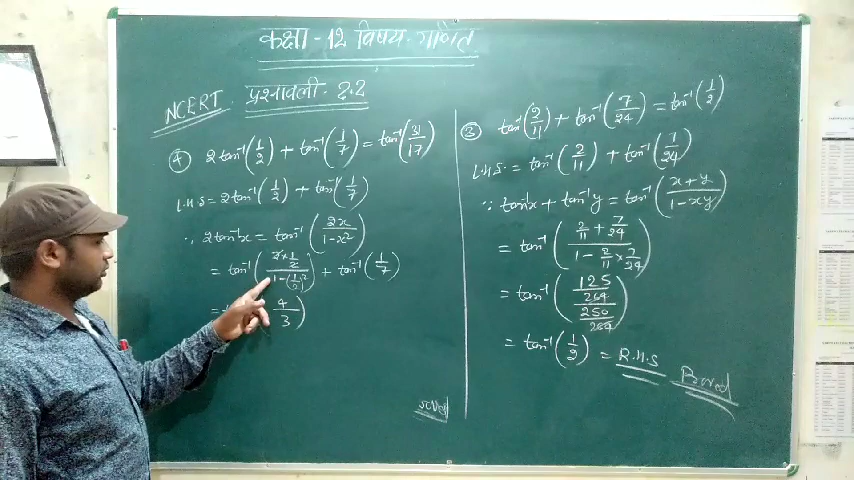 कक्षा - 12 विषय - गणित
NCERT प्रश्नावली - 2.2
④ 2tan⁻¹(1/2) + tan⁻¹(1/7) = tan⁻¹(31/17)
L.H.S = 2tan⁻¹(1/2) + tan⁻¹(1/7)
∵ 2tan⁻¹x = tan⁻¹(2x/1-x²)
= tan⁻¹(2×1/2/1-(1/2)²) + tan⁻¹(1/7)
= 4/3)
③ tan⁻¹(2/11) + tan⁻¹(7/24) = tan⁻¹(1/2)
L.H.S. = tan⁻¹(2/11) + tan⁻¹(7/24)
∵ tan⁻¹x + tan⁻¹y = tan⁻¹(x+y/1-xy)
= tan⁻¹(2/11 + 7/24/1 - 2/11 × 7/24)
= tan⁻¹(125/264/250/264)
= tan⁻¹(1/2) = R.H.S